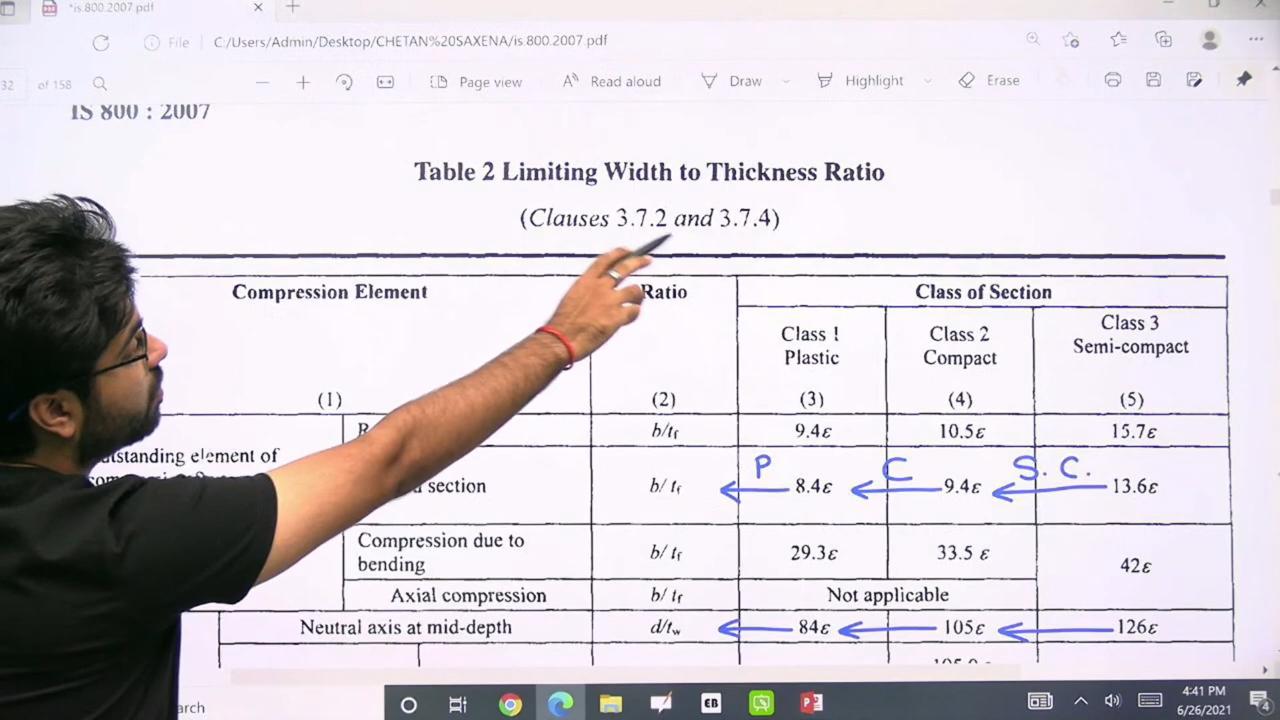 *is.800.2007.pdf
File C:/Users/Admin/Desktop/CHETAN%20SAXENA/is.800.2007.pdf
32 of 158 Page view Read aloud Draw Highlight Erase
IS 800 : 2007
Table 2 Limiting Width to Thickness Ratio
(Clauses 3.7.2 and 3.7.4)
Compression Element Ratio Class of Section
Class 1 Plastic Class 2 Compact Class 3 Semi-compact
(1) (2) (3) (4) (5)
b/tf 9.4ε 10.5ε 15.7ε
element of
P C S.C.
section b/tf 8.4ε 9.4ε 13.6ε
Compression due to bending b/tf 29.3ε 33.5ε 42ε
Axial compression b/tf Not applicable
Neutral axis at mid-depth d/tw 84ε 105ε 126ε
EB
4:41 PM
6/26/2021
4